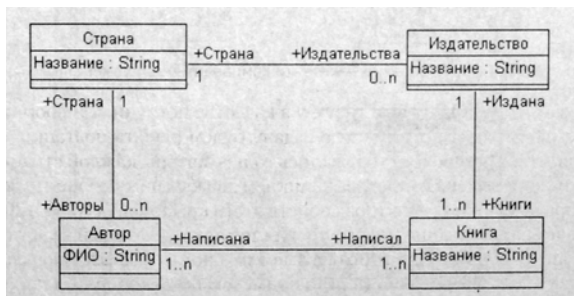 Страна
Название : String
+Страна
1
+Издательства
0..n
Издательство
Название : String
+Страна
1
1
+Издана
+Авторы
0..n
1..n
+Книги
Автор
ФИО : String
+Написана
1..n
+Написал
1..n
Книга
Название : String